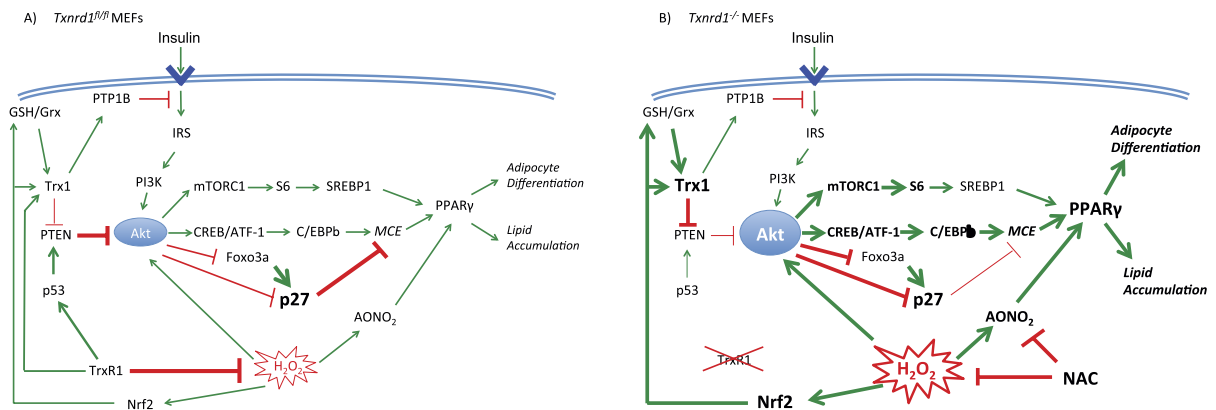 A) Txnrd1fl/fl MEFs
Insulin
PTP1B
GSH/Grx
IRS
PI3K
Trx1
mTORC1
S6
SREBP1
Adipocyte
Differentiation
PPARγ
PTEN
Akt
CREB/ATF-1
C/EBPb
MCE
Lipid
Accumulation
Foxo3a
p53
p27
AONO2
TrxR1
H2O2
Nrf2
B) Txnrd1-/- MEFs
Insulin
PTP1B
GSH/Grx
IRS
Adipocyte
Differentiation
PI3K
Trx1
mTORC1
S6
SREBP1
PPARγ
PTEN
Akt
CREB/ATF-1
C/EBPb
MCE
Foxo3a
Lipid
Accumulation
p53
p27
AONO2
TrxR1
H2O2
NAC
Nrf2